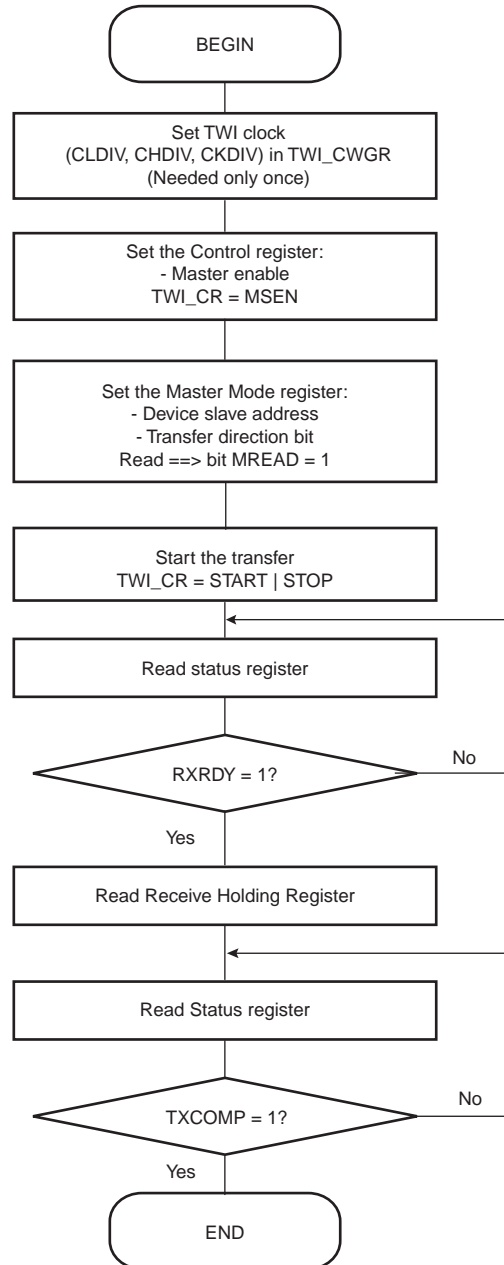 BEGIN
Set TWI clock
(CLDIV, CHDIV, CKDIV) in TWI_CWGR
(Needed only once)
Set the Control register:
- Master enable
TWI_CR = MSEN
Set the Master Mode register:
- Device slave address
- Transfer direction bit
Read ==> bit MREAD = 1
Start the transfer
TWI_CR = START | STOP
Read status register
RXRDY = 1?
No
Yes
Read Receive Holding Register
Read Status register
TXCOMP = 1?
No
Yes
END